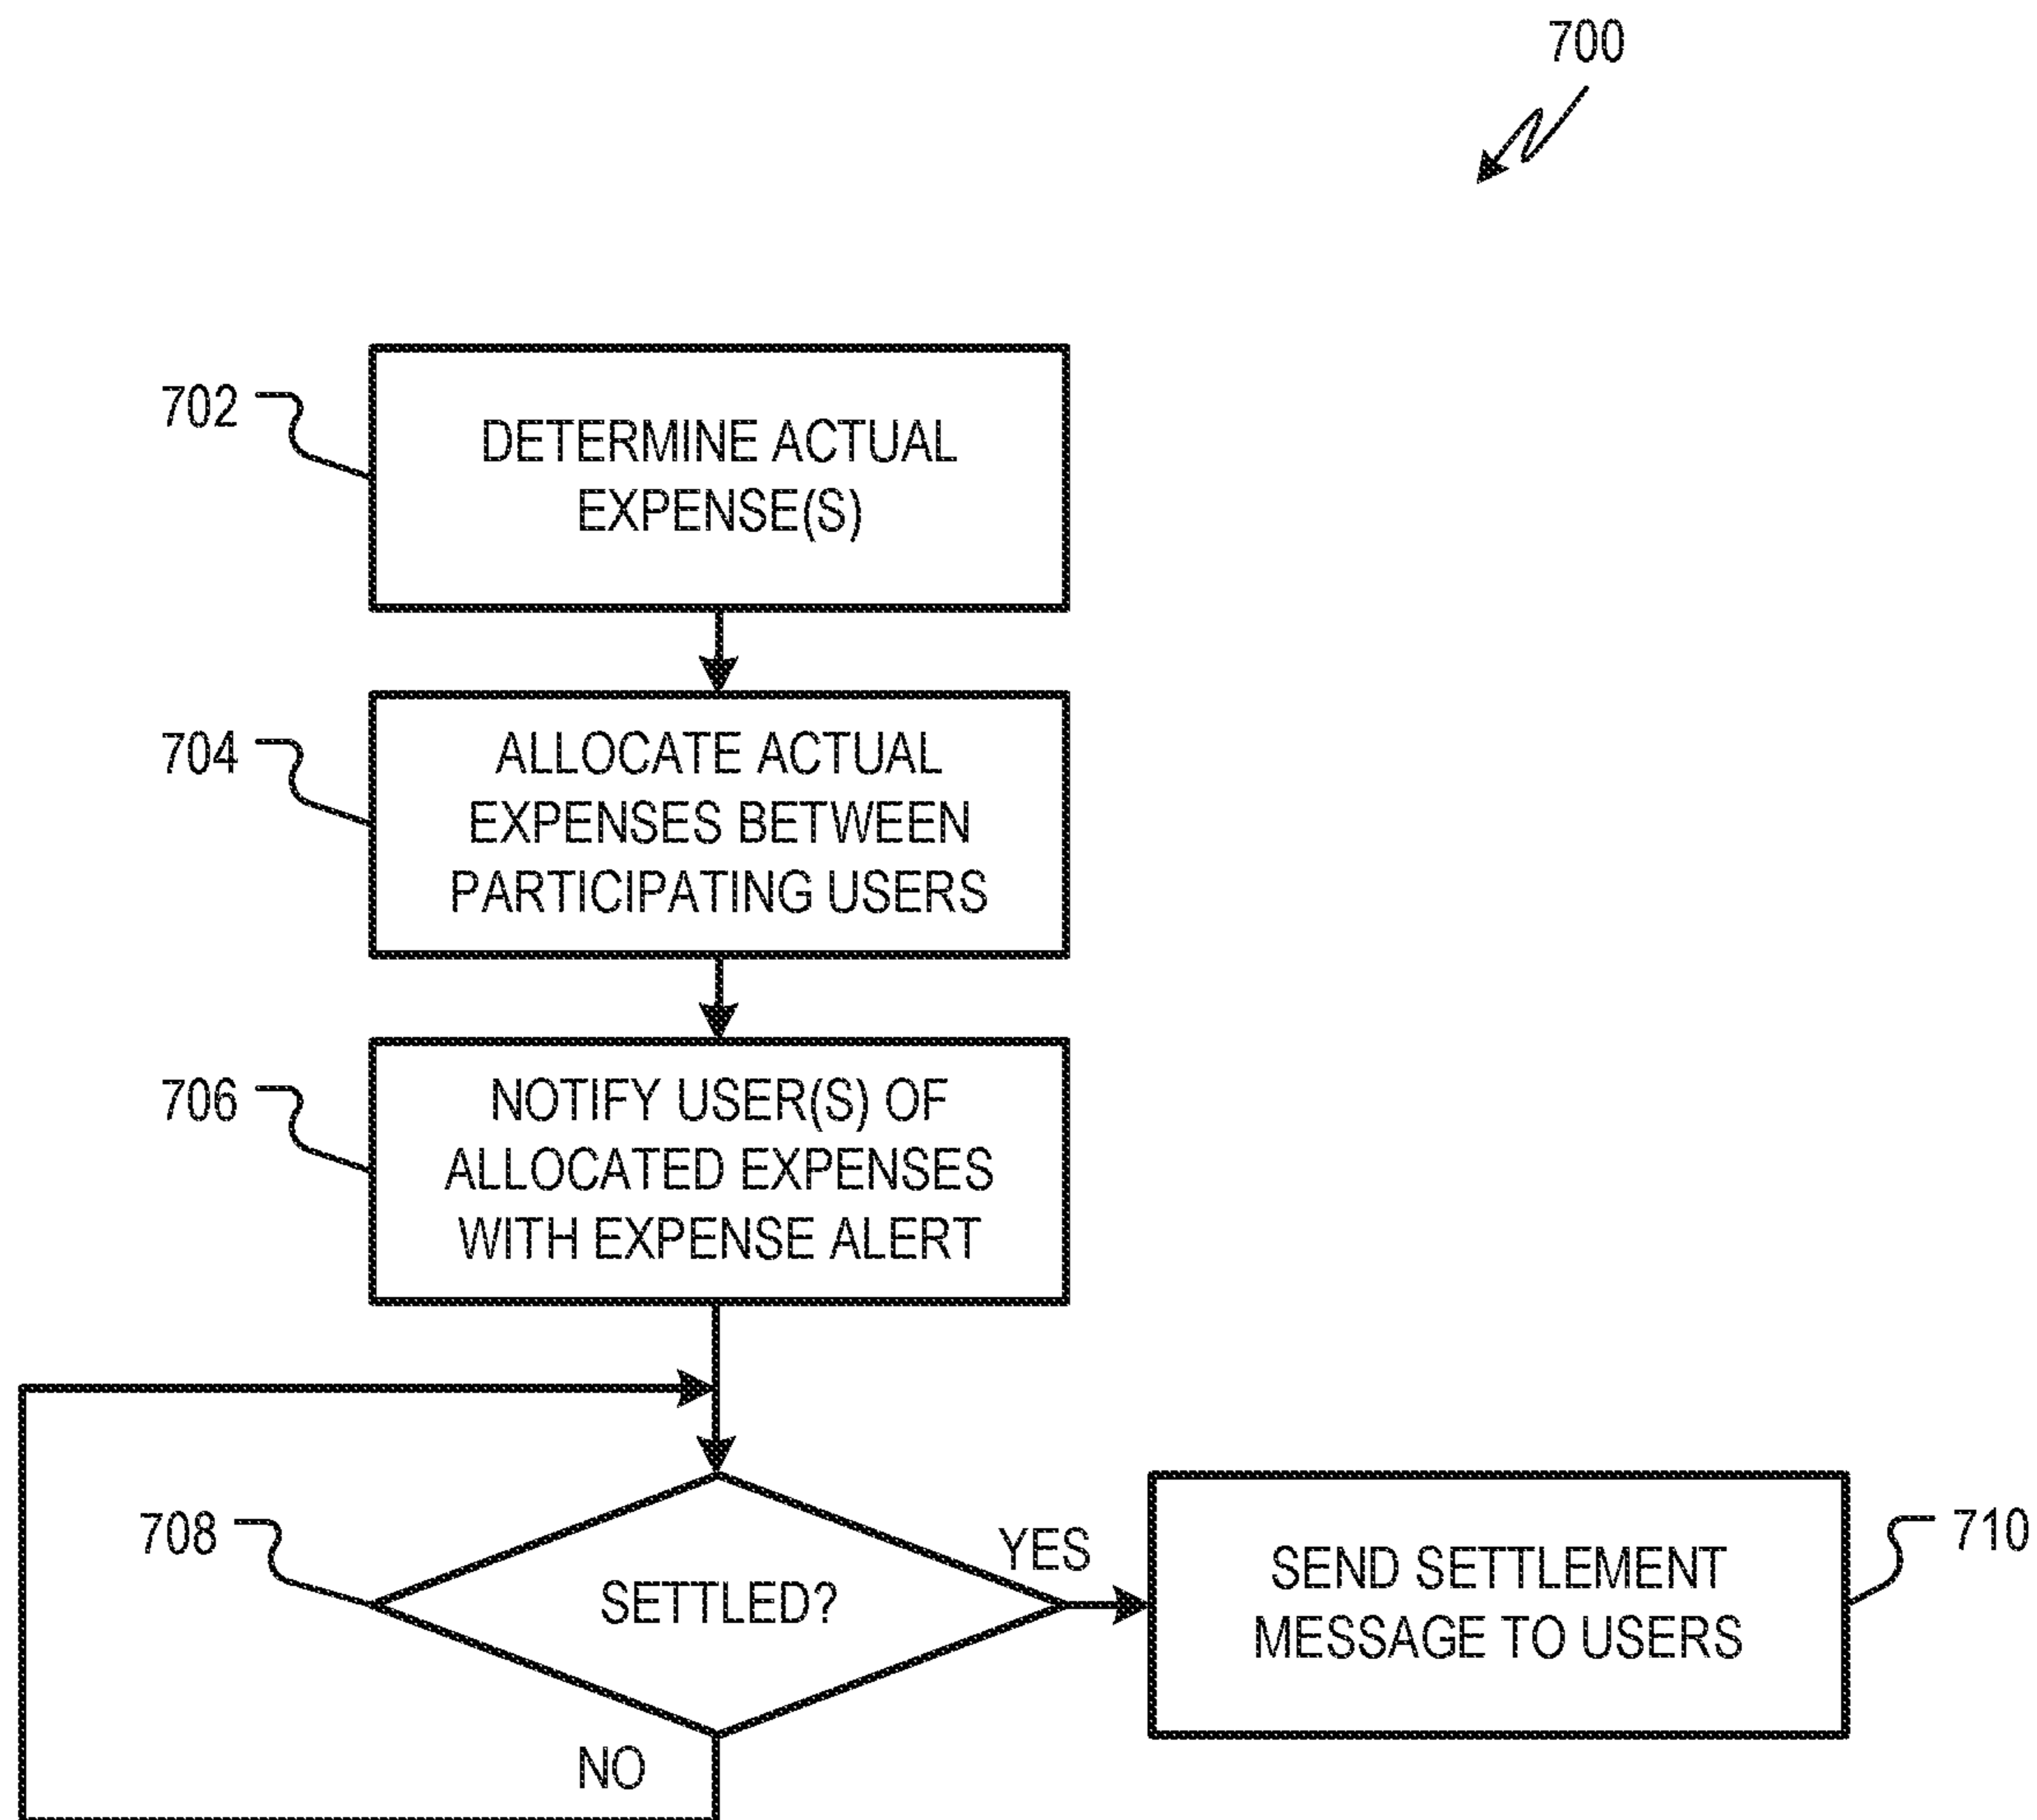 700
702
DETERMINE ACTUAL
EXPENSE(S)
704
ALLOCATE ACTUAL
EXPENSES BETWEEN
PARTICIPATING USERS
706
NOTIFY USER(S) OF
ALLOCATED EXPENSES
WITH EXPENSE ALERT
708
SETTLED?
YES
SEND SETTLEMENT
MESSAGE TO USERS
710
NO